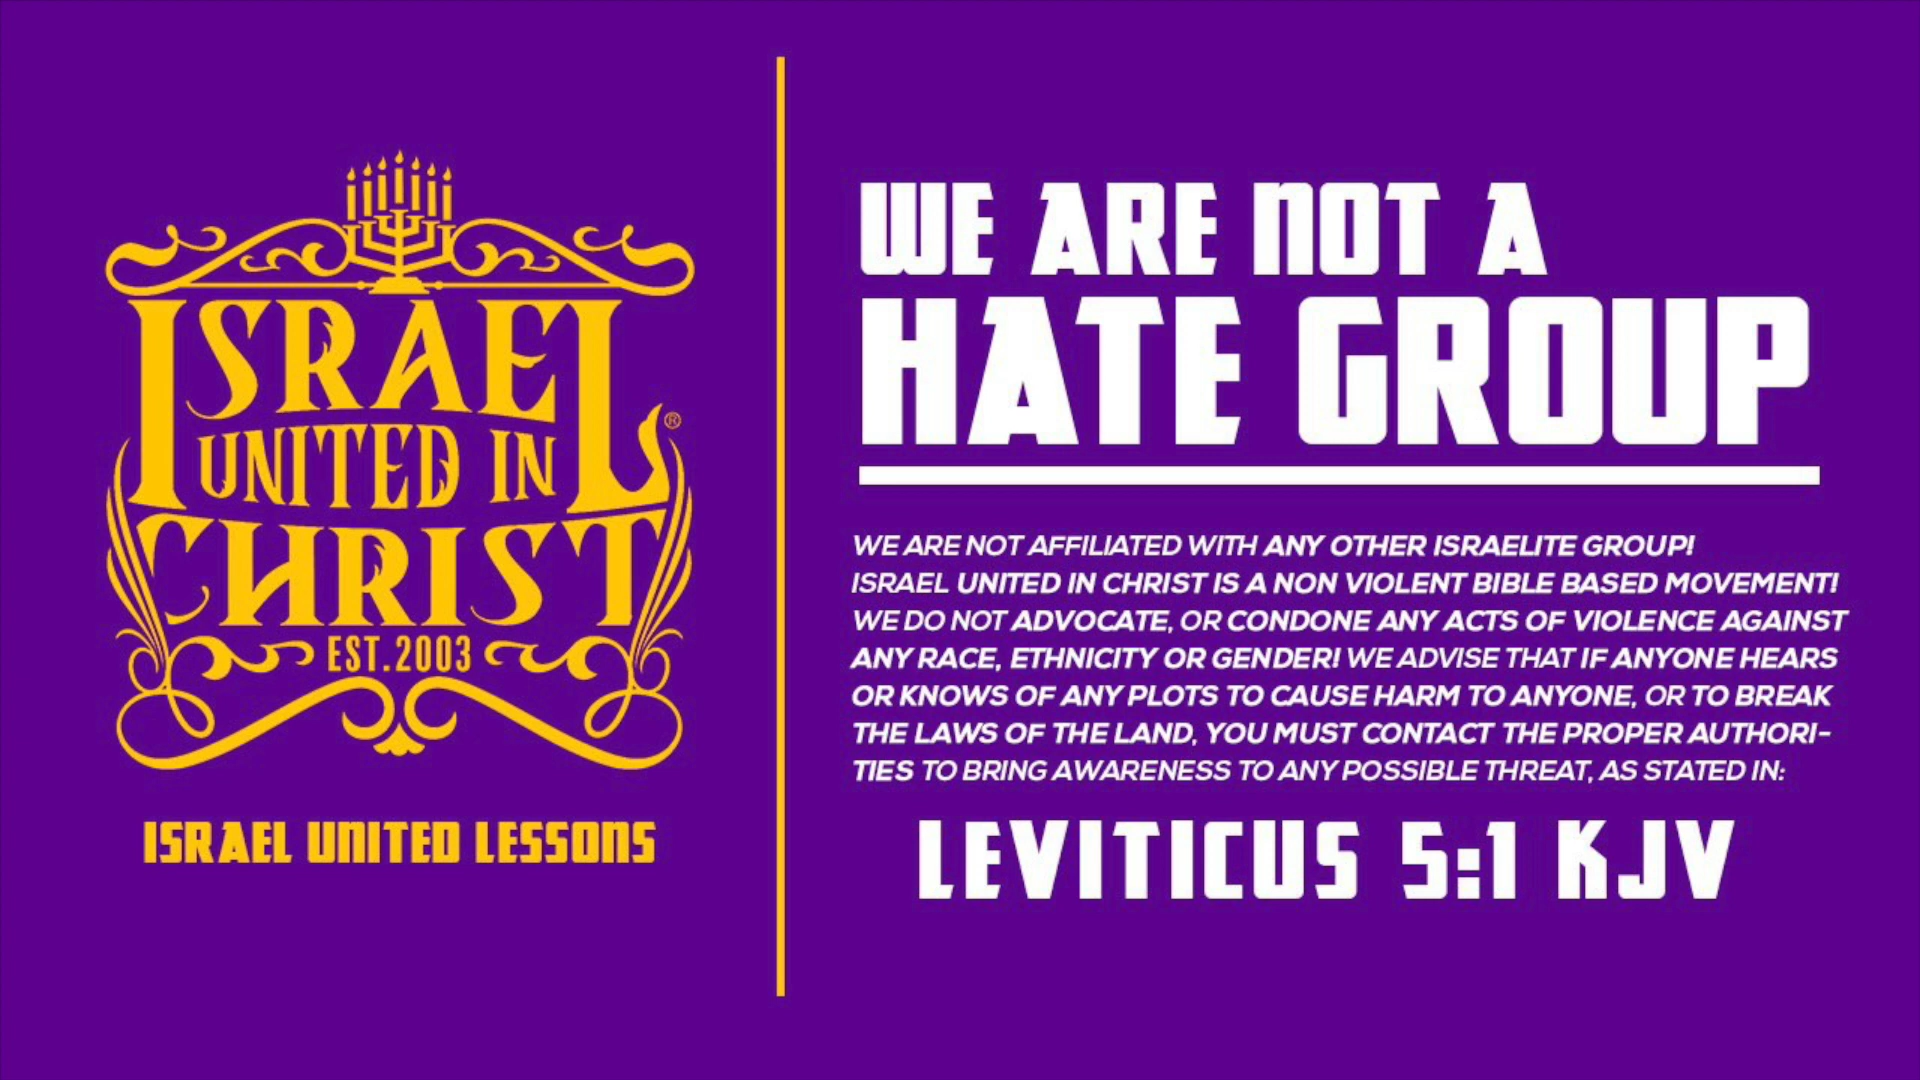 ISRAEL
UNITED IN
CHRIST
®
EST.2003
ISRAEL UNITED LESSONS
WE ARE NOT A
HATE GROUP
WE ARE NOT AFFILIATED WITH ANY OTHER ISRAELITE GROUP!
ISRAEL UNITED IN CHRIST IS A NON VIOLENT BIBLE BASED MOVEMENT!
WE DO NOT ADVOCATE, OR CONDONE ANY ACTS OF VIOLENCE AGAINST
ANY RACE, ETHNICITY OR GENDER! WE ADVISE THAT IF ANYONE HEARS
OR KNOWS OF ANY PLOTS TO CAUSE HARM TO ANYONE, OR TO BREAK
THE LAWS OF THE LAND, YOU MUST CONTACT THE PROPER AUTHORI-
TIES TO BRING AWARENESS TO ANY POSSIBLE THREAT, AS STATED IN:
LEVITICUS 5:1 KJV